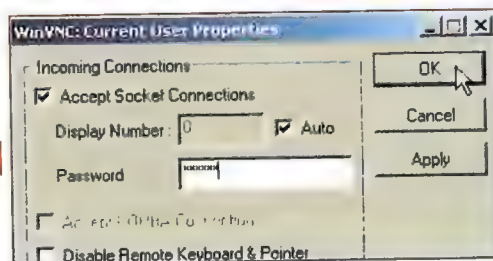 WinVNC: Current User Properties
Incoming Connections
OK
Accept Socket Connections
Cancel
Display Number: 0
Auto
Apply
Password
xxxxxx
Disable Remote Keyboard & Pointer